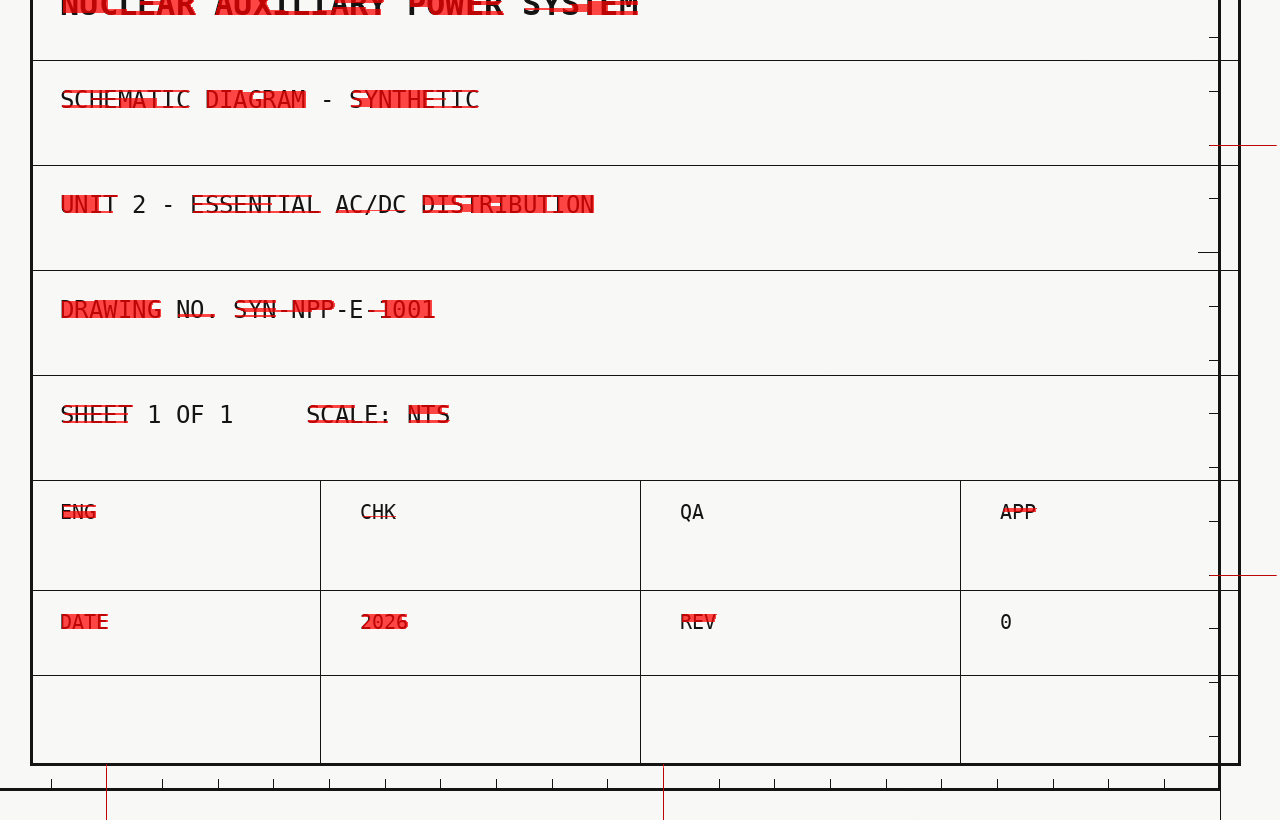 NUCLEAR AUXILIARY POWER SYSTEM
SCHEMATIC DIAGRAM - SYNTHETIC
UNIT 2 - ESSENTIAL AC/DC DISTRIBUTION
DRAWING NO. SYN-NPP-E-1001
SHEET 1 OF 1 SCALE: NTS
ENG CHK QA APP
DATE 2026 REV 0